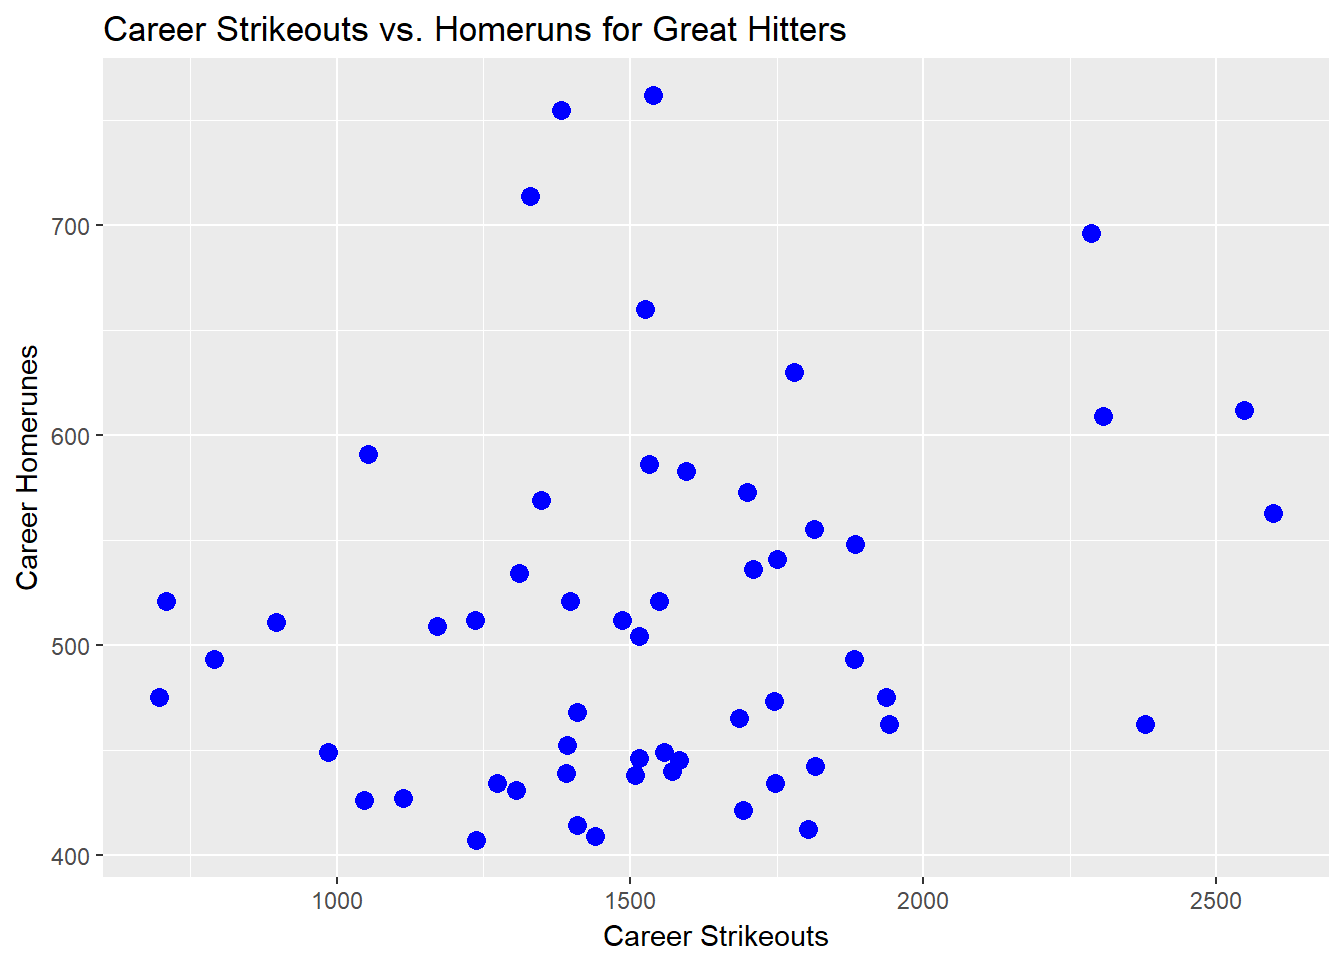 Career Strikeouts vs. Homeruns for Great Hitters
Career Homerunes
700
600
500
400
1000 1500 2000 2500
Career Strikeouts